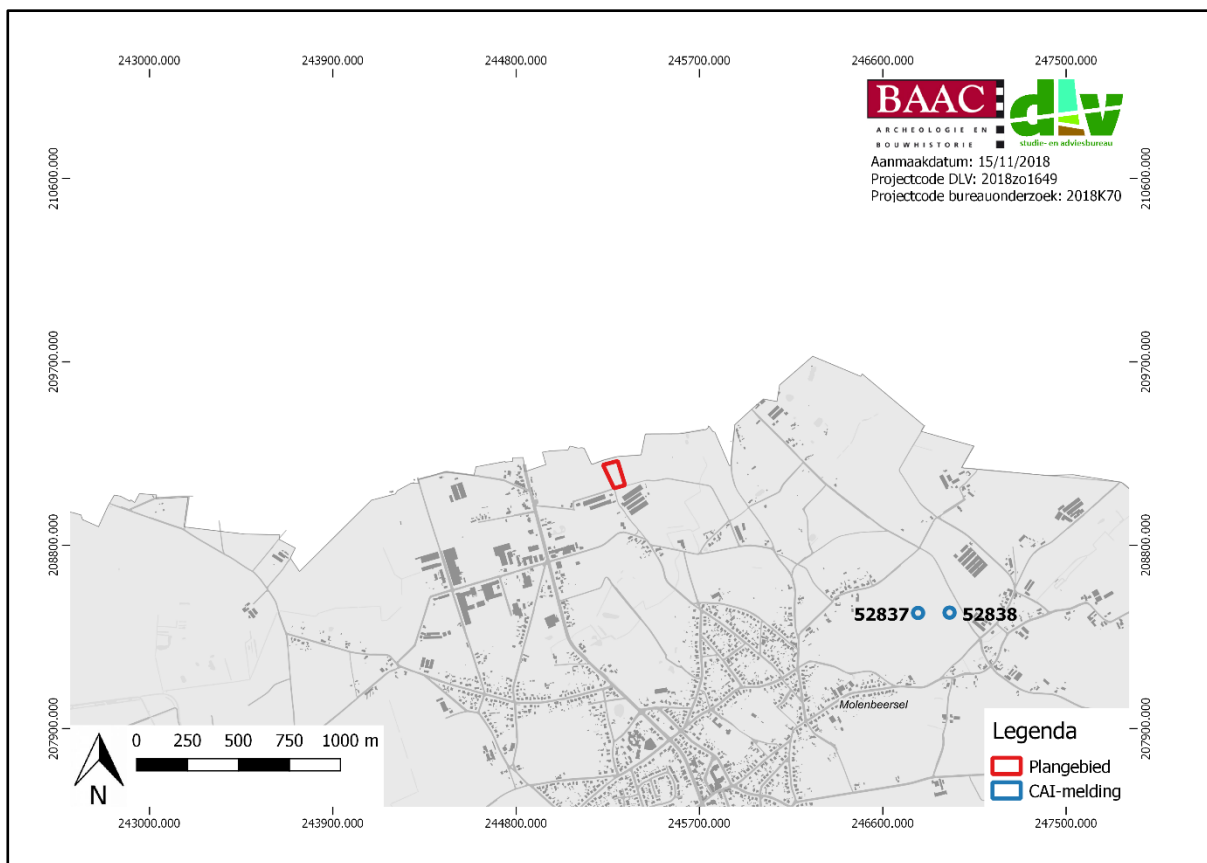 243000.000 243900.000 244800.000 245700.000 246600.000 247500.000
BAAC
ARCHEOLOGIE EN
BOUWHISTORIE
dlv
studie- en adviesbureau
Aanmaakdatum: 15/11/2018
Projectcode DLV: 2018zo1649
Projectcode bureauonderzoek: 2018K70
210600.000 210600.000
209700.000 209700.000
208800.000 208800.000
52837 52838
Molenbeersel
207900.000 207900.000
0 250 500 750 1000 m
N
Legenda
Plangebied
CAI-melding
243000.000 243900.000 244800.000 245700.000 246600.000 247500.000